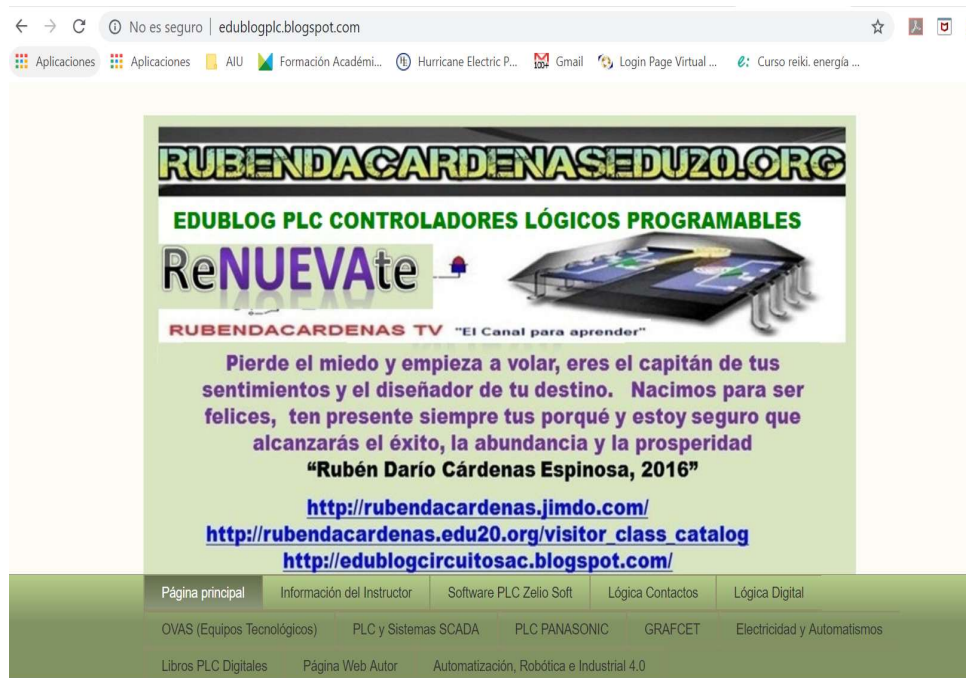 No es seguro | edublogplc.blogspot.com
Aplicaciones Aplicaciones AIU Formación Académi... Hurricane Electric P... 100+ Gmail Login Page Virtual ... Curso reiki. energía ...
RUBENDACARDENASEDU20.ORG
EDUBLOG PLC CONTROLADORES LÓGICOS PROGRAMABLES
ReNUEVAte
RUBENDACARDENAS TV "El Canal para aprender"
Pierde el miedo y empieza a volar, eres el capitán de tus
sentimientos y el diseñador de tu destino. Nacimos para ser
felices, ten presente siempre tus porqué y estoy seguro que
alcanzarás el éxito, la abundancia y la prosperidad
“Rubén Darío Cárdenas Espinosa, 2016”
http://rubendacardenas.jimdo.com/
http://rubendacardenas.edu20.org/visitor_class_catalog
http://edublogcircuitosac.blogspot.com/
Página principal Información del Instructor Software PLC Zelio Soft Lógica Contactos Lógica Digital
OVAS (Equipos Tecnológicos) PLC y Sistemas SCADA PLC PANASONIC GRAFCET Electricidad y Automatismos
Libros PLC Digitales Página Web Autor Automatización, Robótica e Industrial 4.0